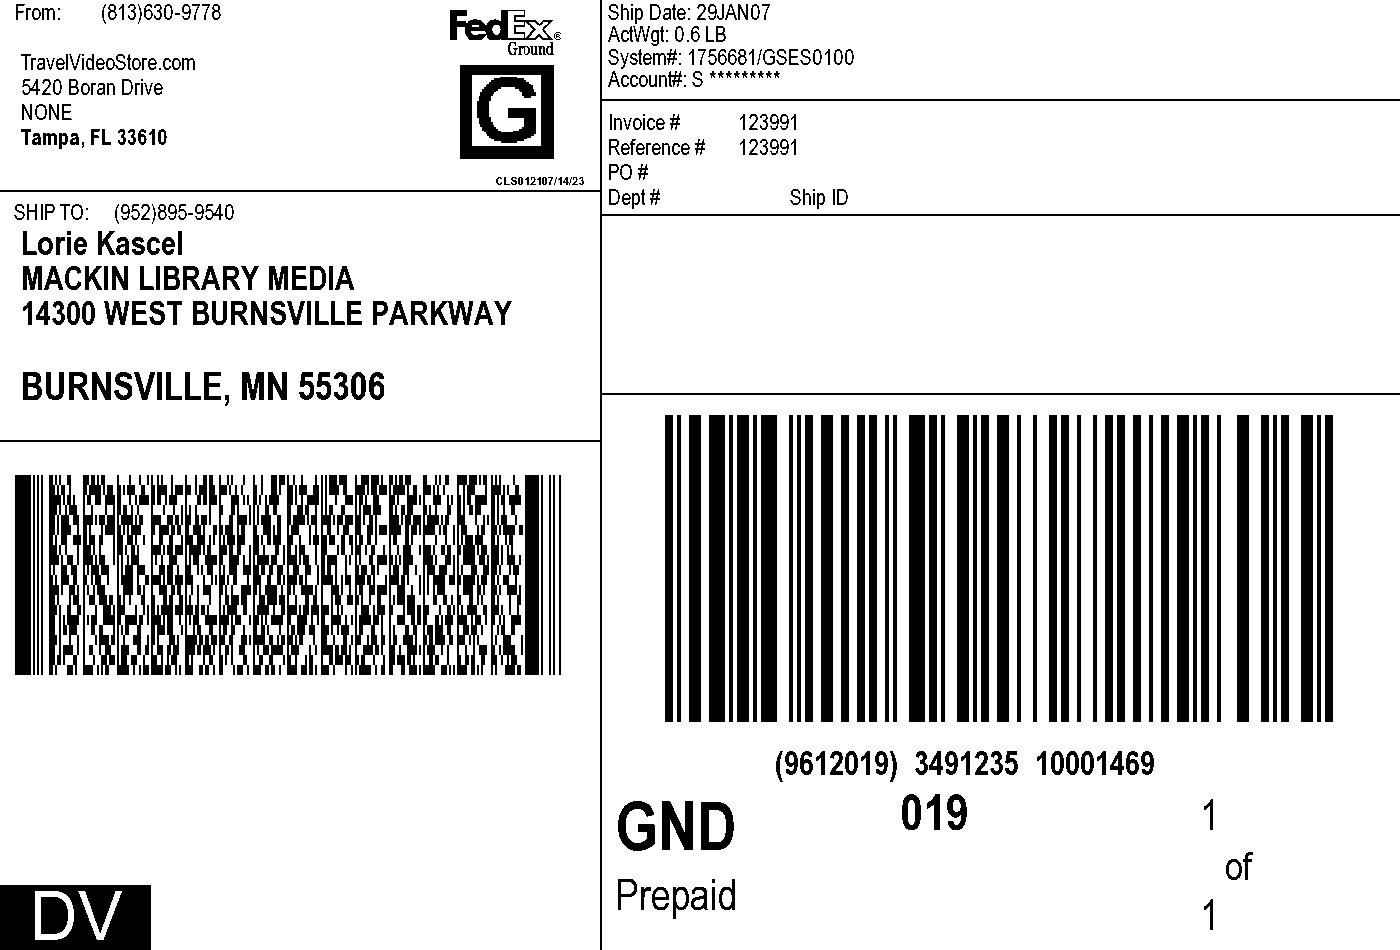 From: (813)630-9778
TravelVideoStore.com
5420 Boran Drive
NONE
Tampa, FL 33610
FedEx®
Ground
G
CLS012107/14/23
SHIP TO: (952)895-9540
Lorie Kascel
MACKIN LIBRARY MEDIA
14300 WEST BURNSVILLE PARKWAY
BURNSVILLE, MN 55306
DV
Ship Date: 29JAN07
ActWgt: 0.6 LB
System#: 1756681/GSES0100
Account#: S *********
Invoice # 123991
Reference # 123991
PO #
Dept # Ship ID
(9612019) 3491235 10001469
GND 019 1
of
Prepaid 1